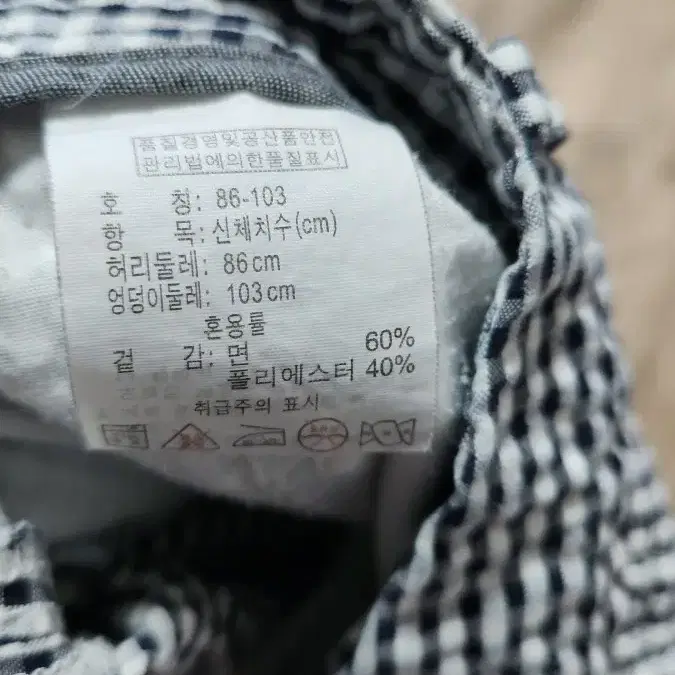 품질경영및공산품안전
관리법에의한품질표시
호 칭: 86-103
항 목: 신체치수(cm)
허리둘레: 86cm
엉덩이둘레: 103cm
혼용률
겉 감: 면 60%
폴리에스터 40%
취급주의 표시